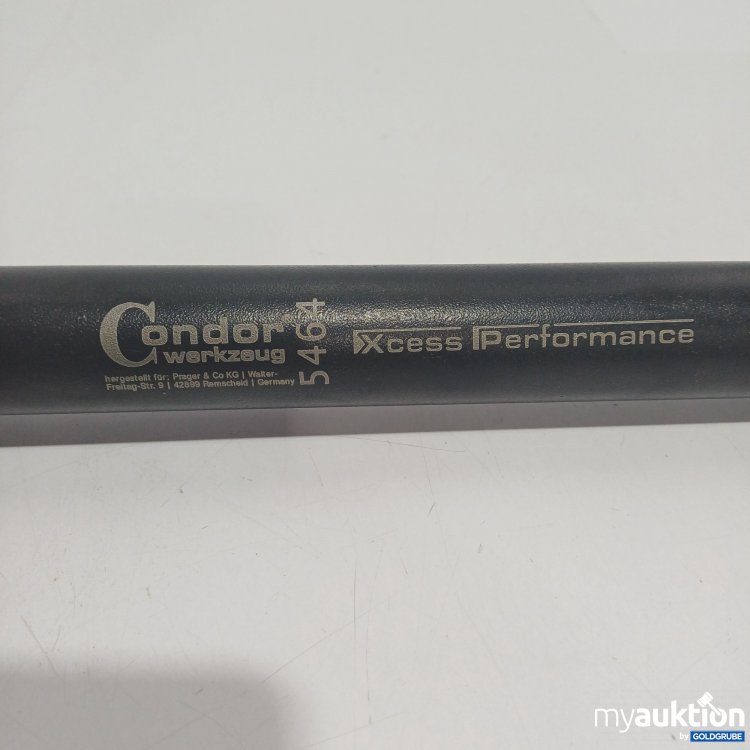 Condor
werkzeug
hergestellt für: Prager & Co KG | Walter-
Freitag-Str. 9 | 42899 Remscheid | Germany
5464
Xcess Performance
myauktion
by GOLDGRUBE